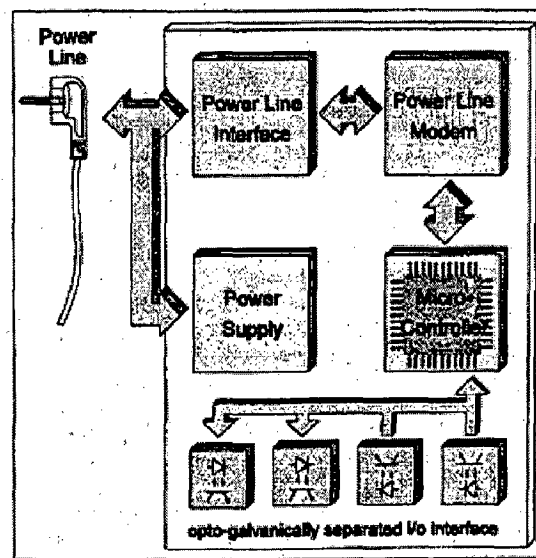 Power
Line
Power Line
Interface
Power Line
Modem
Power
Supply
Micro-
Controller
opto-galvanically separated I/o interface